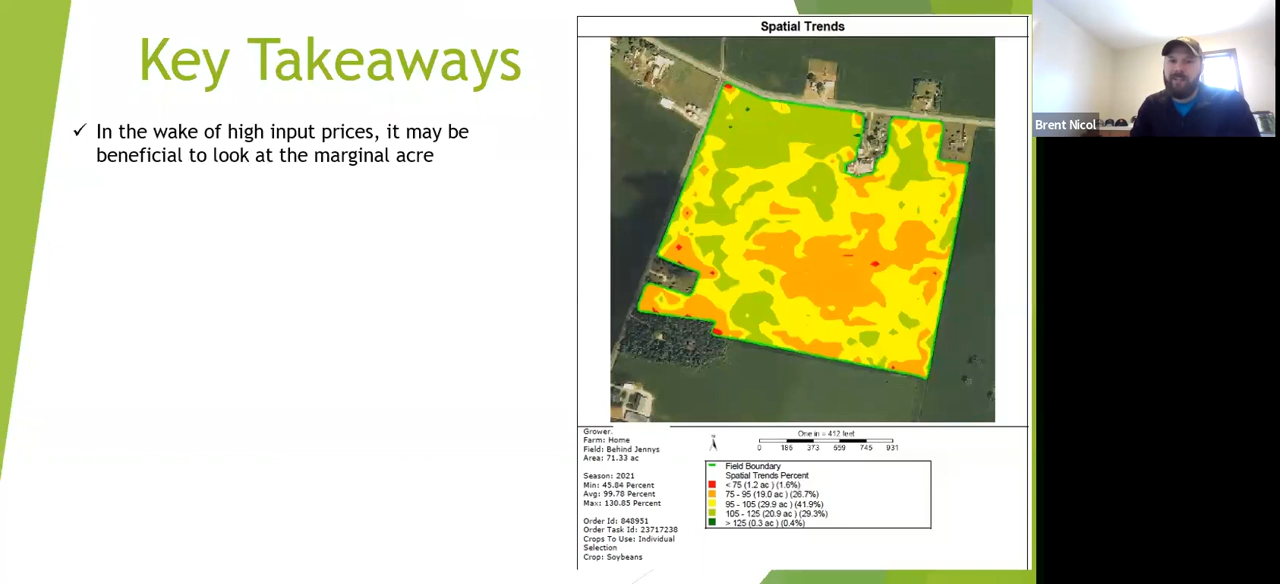 Key Takeaways
✓ In the wake of high input prices, it may be
beneficial to look at the marginal acre
Spatial Trends
Brent Nicol
Grower.
Farm: Home
Field: Behind Jennys
Area: 71.33 ac
Season: 2021
Min: 45.84 Percent
Avg: 99.78 Percent
Max: 130.85 Percent
Order Id: 848951
Order Task Id: 23717238
Crops To Use: Individual
Selection
Crop: Soybeans
One in = 412 feet
0 186 373 559 745 931
Field Boundary
Spatial Trends Percent
< 75 (1.2 ac ) (1.6%)
75 - 95 (19.0 ac ) (26.7%)
95 - 105 (29.9 ac ) (41.9%)
105 - 125 (20.9 ac ) (29.3%)
> 125 (0.3 ac ) (0.4%)